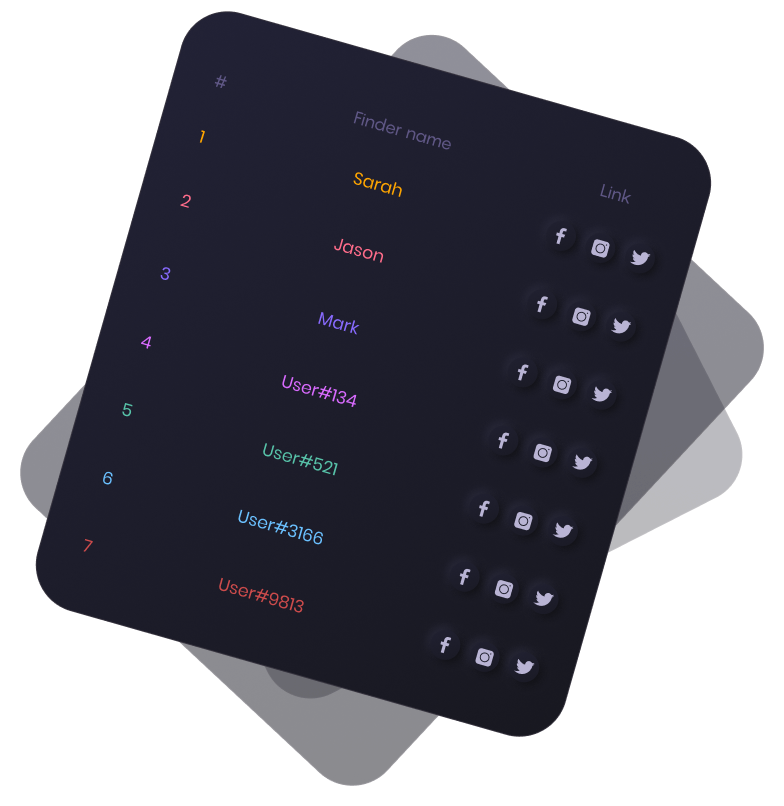 # Finder name Link
1 Sarah
2 Jason
3 Mark
4 User#134
5 User#521
6 User#3166
7 User#9813